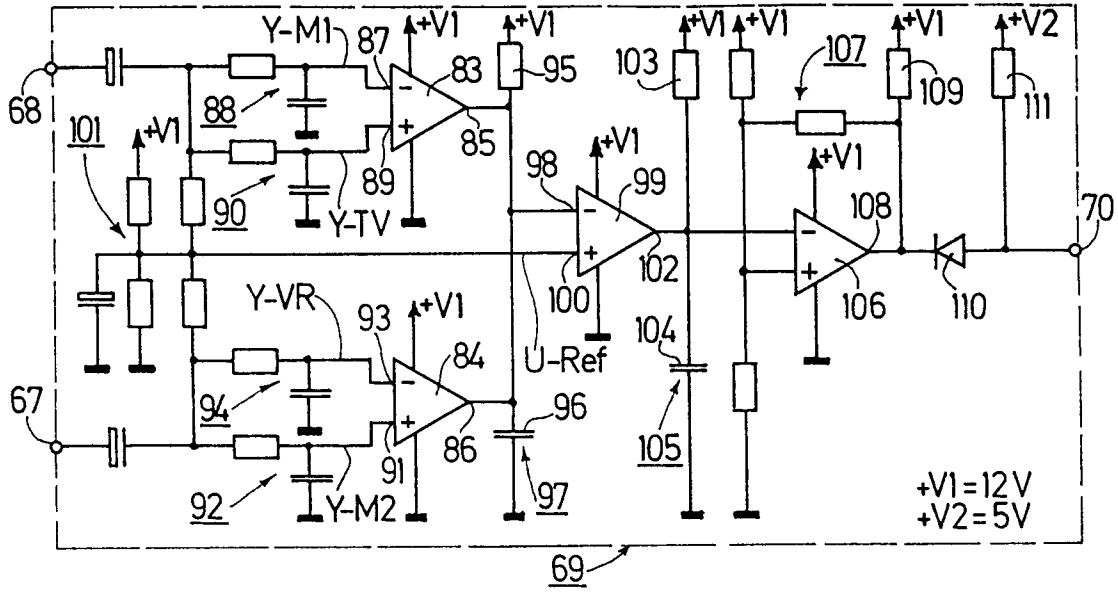 +V1 +V1 +V1 +V1 +V2
Y-M1
87 83 95 103 107 109 111
68 88 85 +V1 +V1
101 +V1 89 98 99 108 70
90 Y-TV
100 102 106 110
Y-VR +V1
93 84 U-Ref 104
67 94 86 96 105
91
92 Y-M2 97
+V1=12V
+V2=5V
69